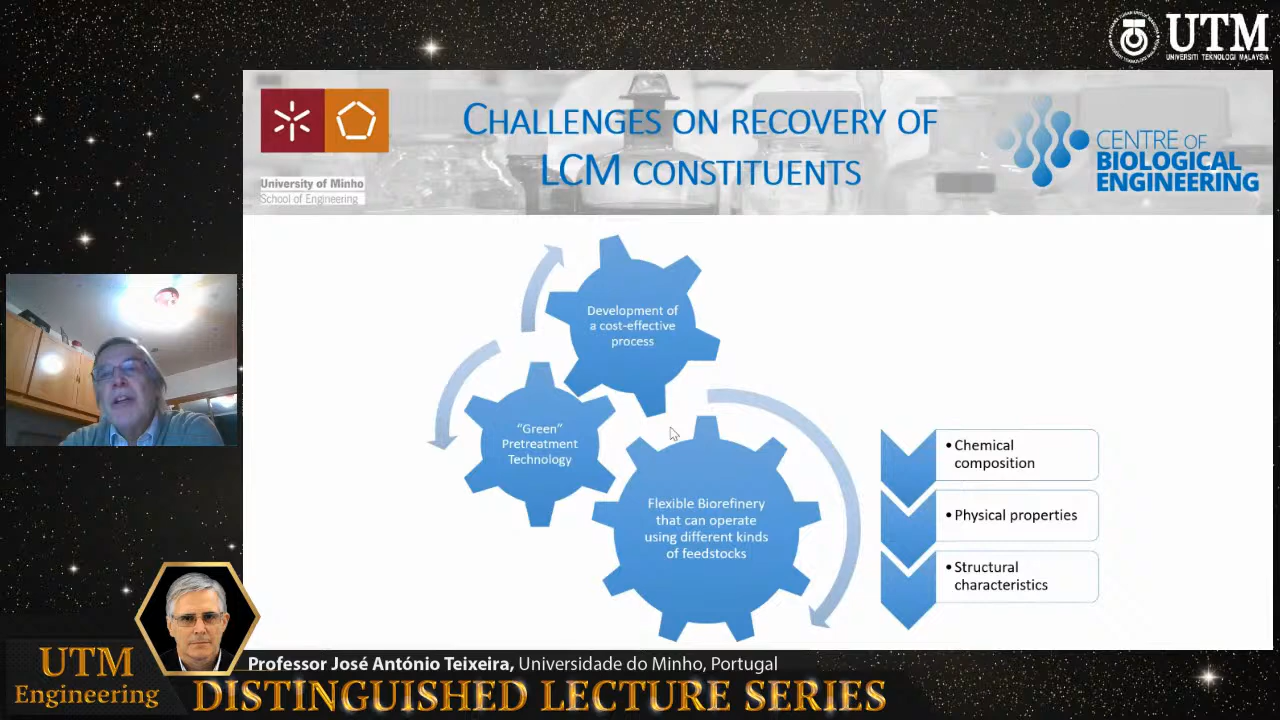 UTM
UNIVERSITI TEKNOLOGI MALAYSIA
CHALLENGES ON RECOVERY OF
LCM CONSTITUENTS
University of Minho
School of Engineering
CENTRE OF
BIOLOGICAL
ENGINEERING
Development of
a cost-effective
process
“Green”
Pretreatment
Technology
Flexible Biorefinery
that can operate
using different kinds
of feedstocks
• Chemical
composition
• Physical properties
• Structural
characteristics
UTM
Engineering
Professor José António Teixeira, Universidade do Minho, Portugal
DISTINGUISHED LECTURE SERIES